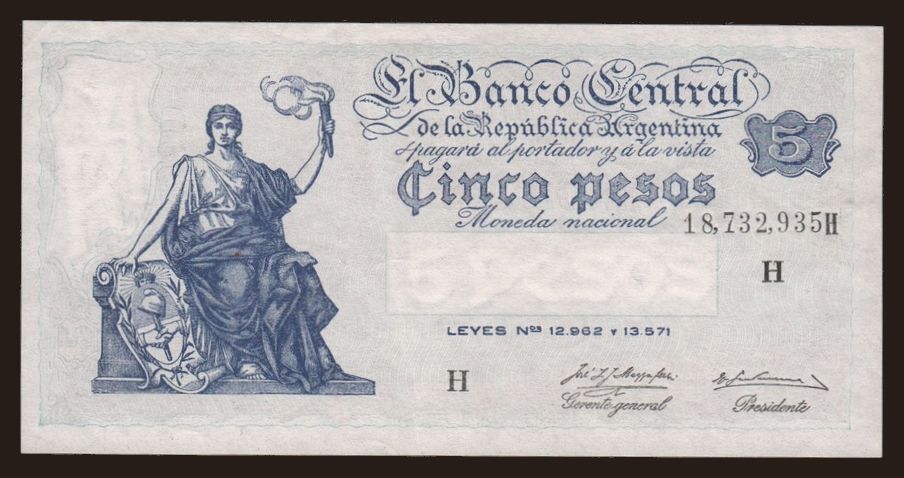 El Banco Central
de la República Argentina
pagará al portador y á la vista
5
Cinco pesos
Moneda nacional
18,732,935H
H
LEYES Nos 12.962 Y 13.571
H
Gerente general
Presidente